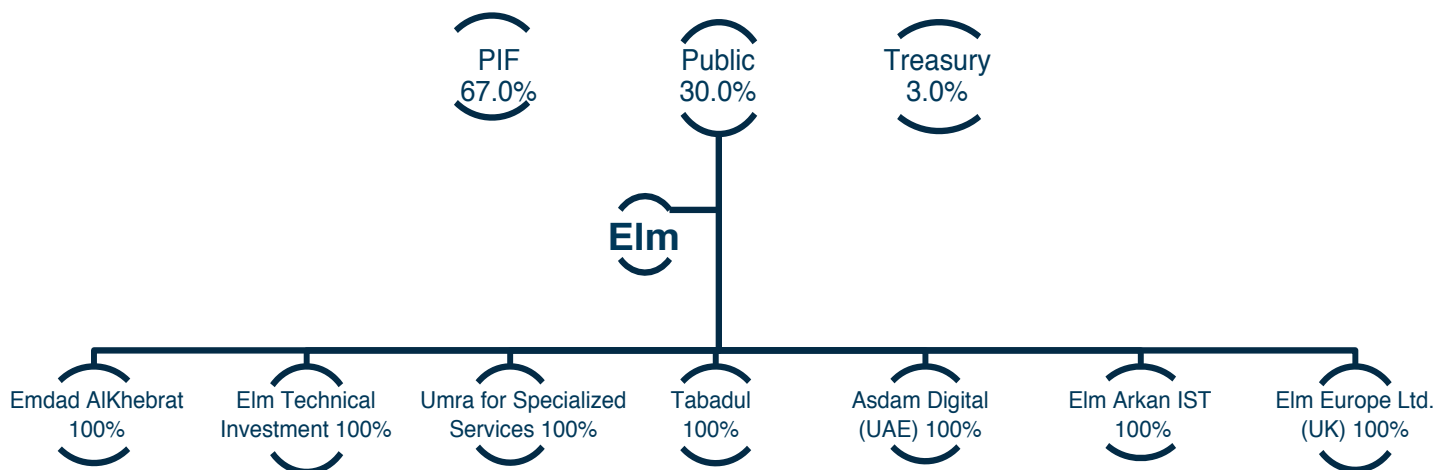 PIF
67.0%
Public
30.0%
Treasury
3.0%
Elm
Emdad AlKhebrat
100%
Elm Technical
Investment 100%
Umra for Specialized
Services 100%
Tabadul
100%
Asdam Digital
(UAE) 100%
Elm Arkan IST
100%
Elm Europe Ltd.
(UK) 100%